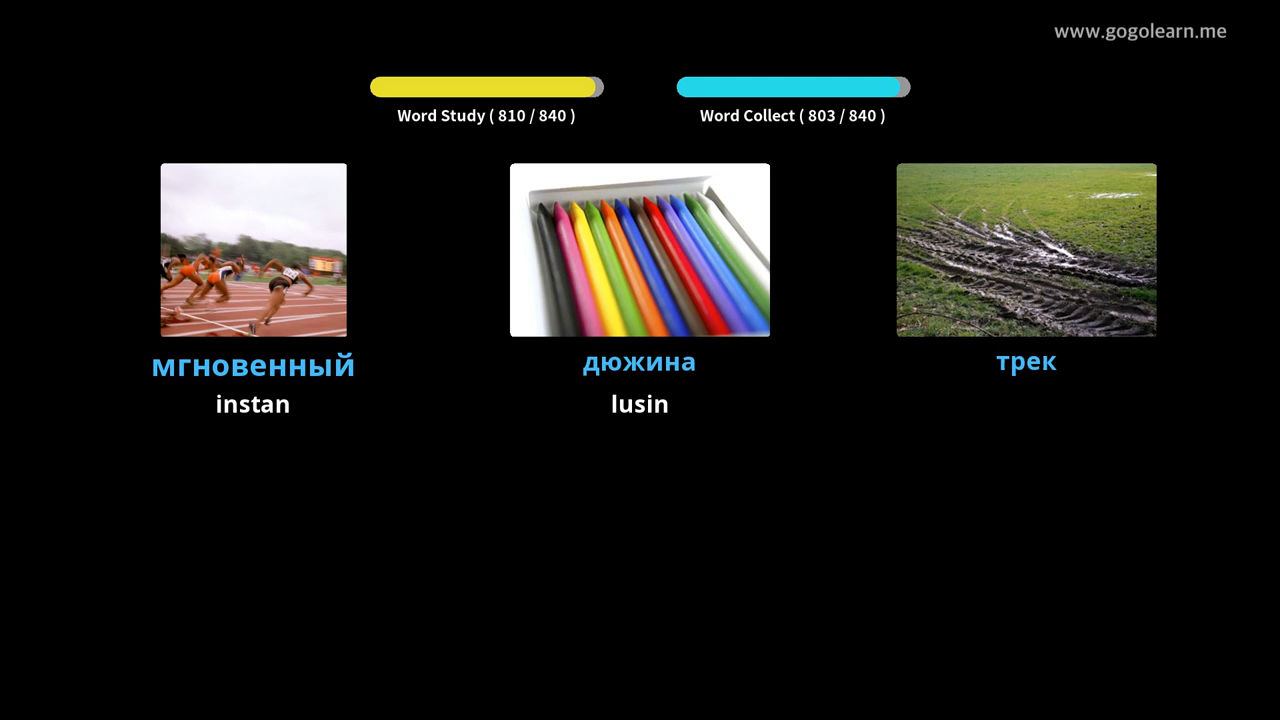 www.gogolearn.me
Word Study ( 810 / 840 )
Word Collect ( 803 / 840 )
мгновенный
instan
дюжина
lusin
трек